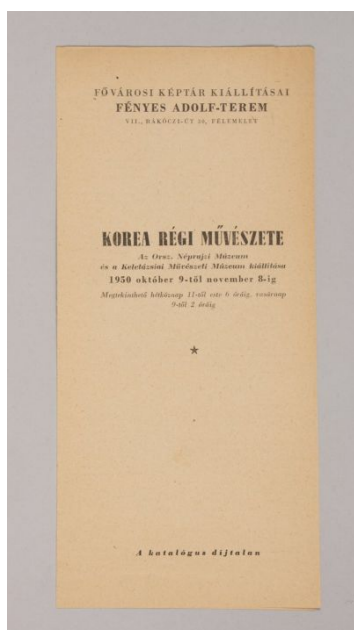 FŐVÁROSI KÉPTÁR KIÁLLÍTÁSAI
FÉNYES ADOLF-TEREM
VII., RÁKÓCZI-ÚT 30, FÉLEMELET
KOREA RÉGI MŰVÉSZETE
Az Orsz. Néprajzi Múzeum
és a Keletázsiai Művészeti Múzeum kiállítása
1950 október 9-től november 8-ig
Megtekinthető hétköznap 11-től este 6 óráig, vasárnap
9-től 2 óráig
A katalógus díjtalan